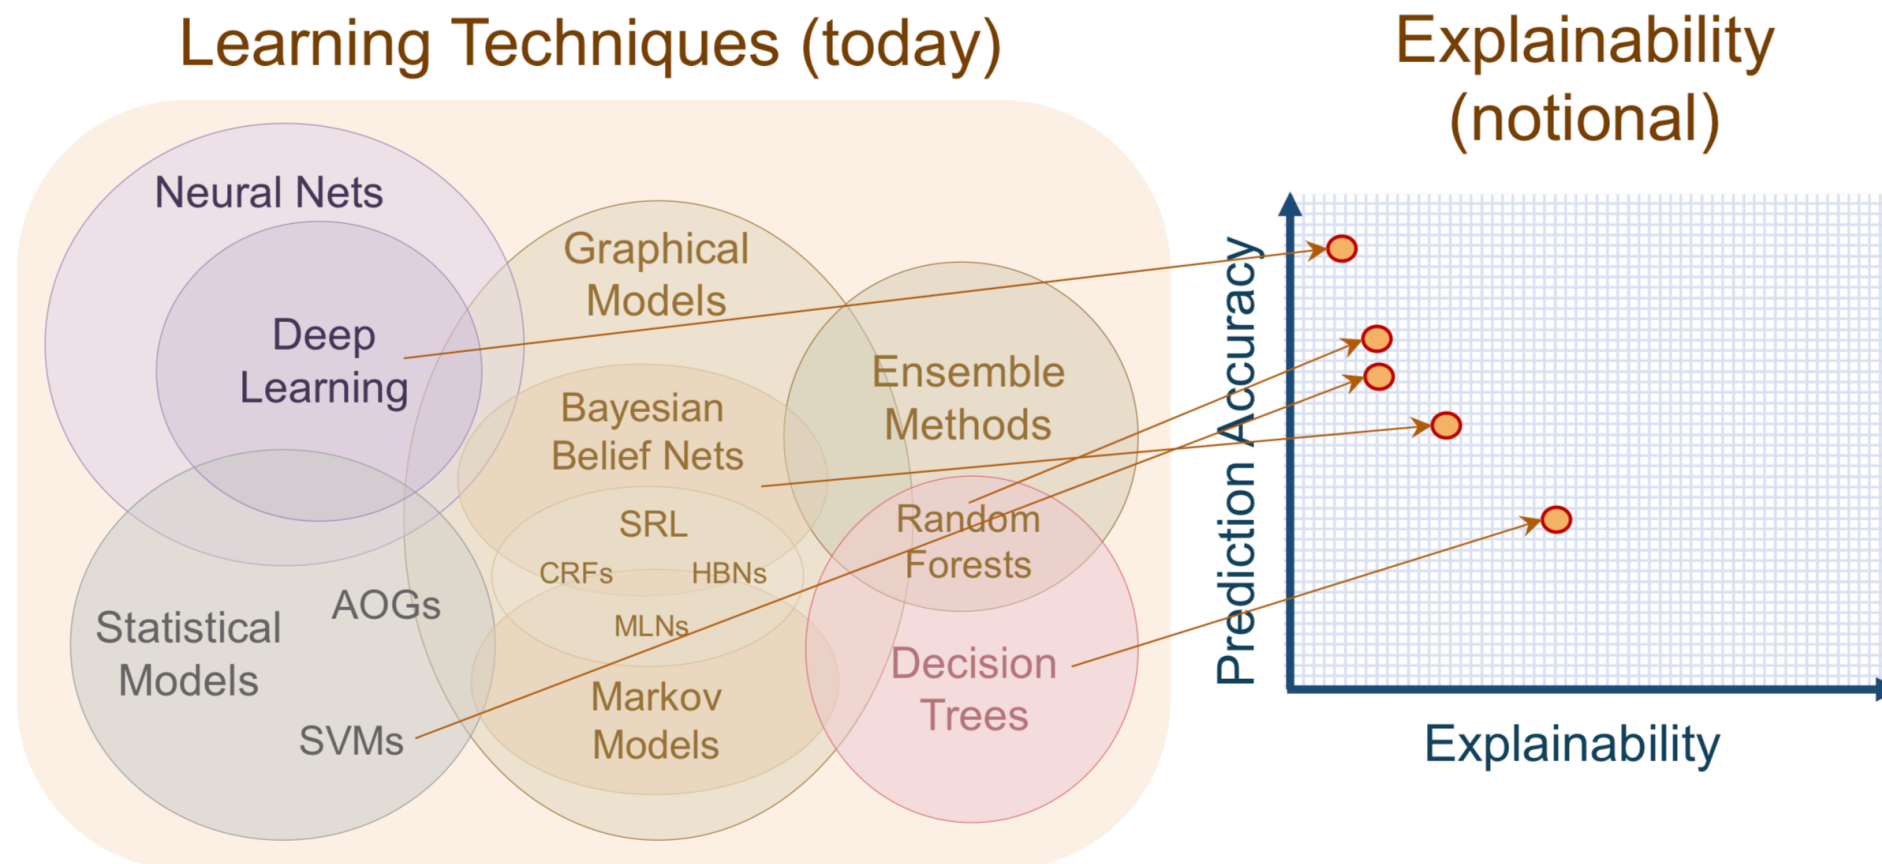 Learning Techniques (today)
Neural Nets
Deep
Learning
Graphical
Models
Bayesian
Belief Nets
SRL
CRFs
HBNs
MLNs
Markov
Models
Ensemble
Methods
Random
Forests
Decision
Trees
Statistical
Models
AOGs
SVMs
Explainability
(notional)
Prediction Accuracy
Explainability